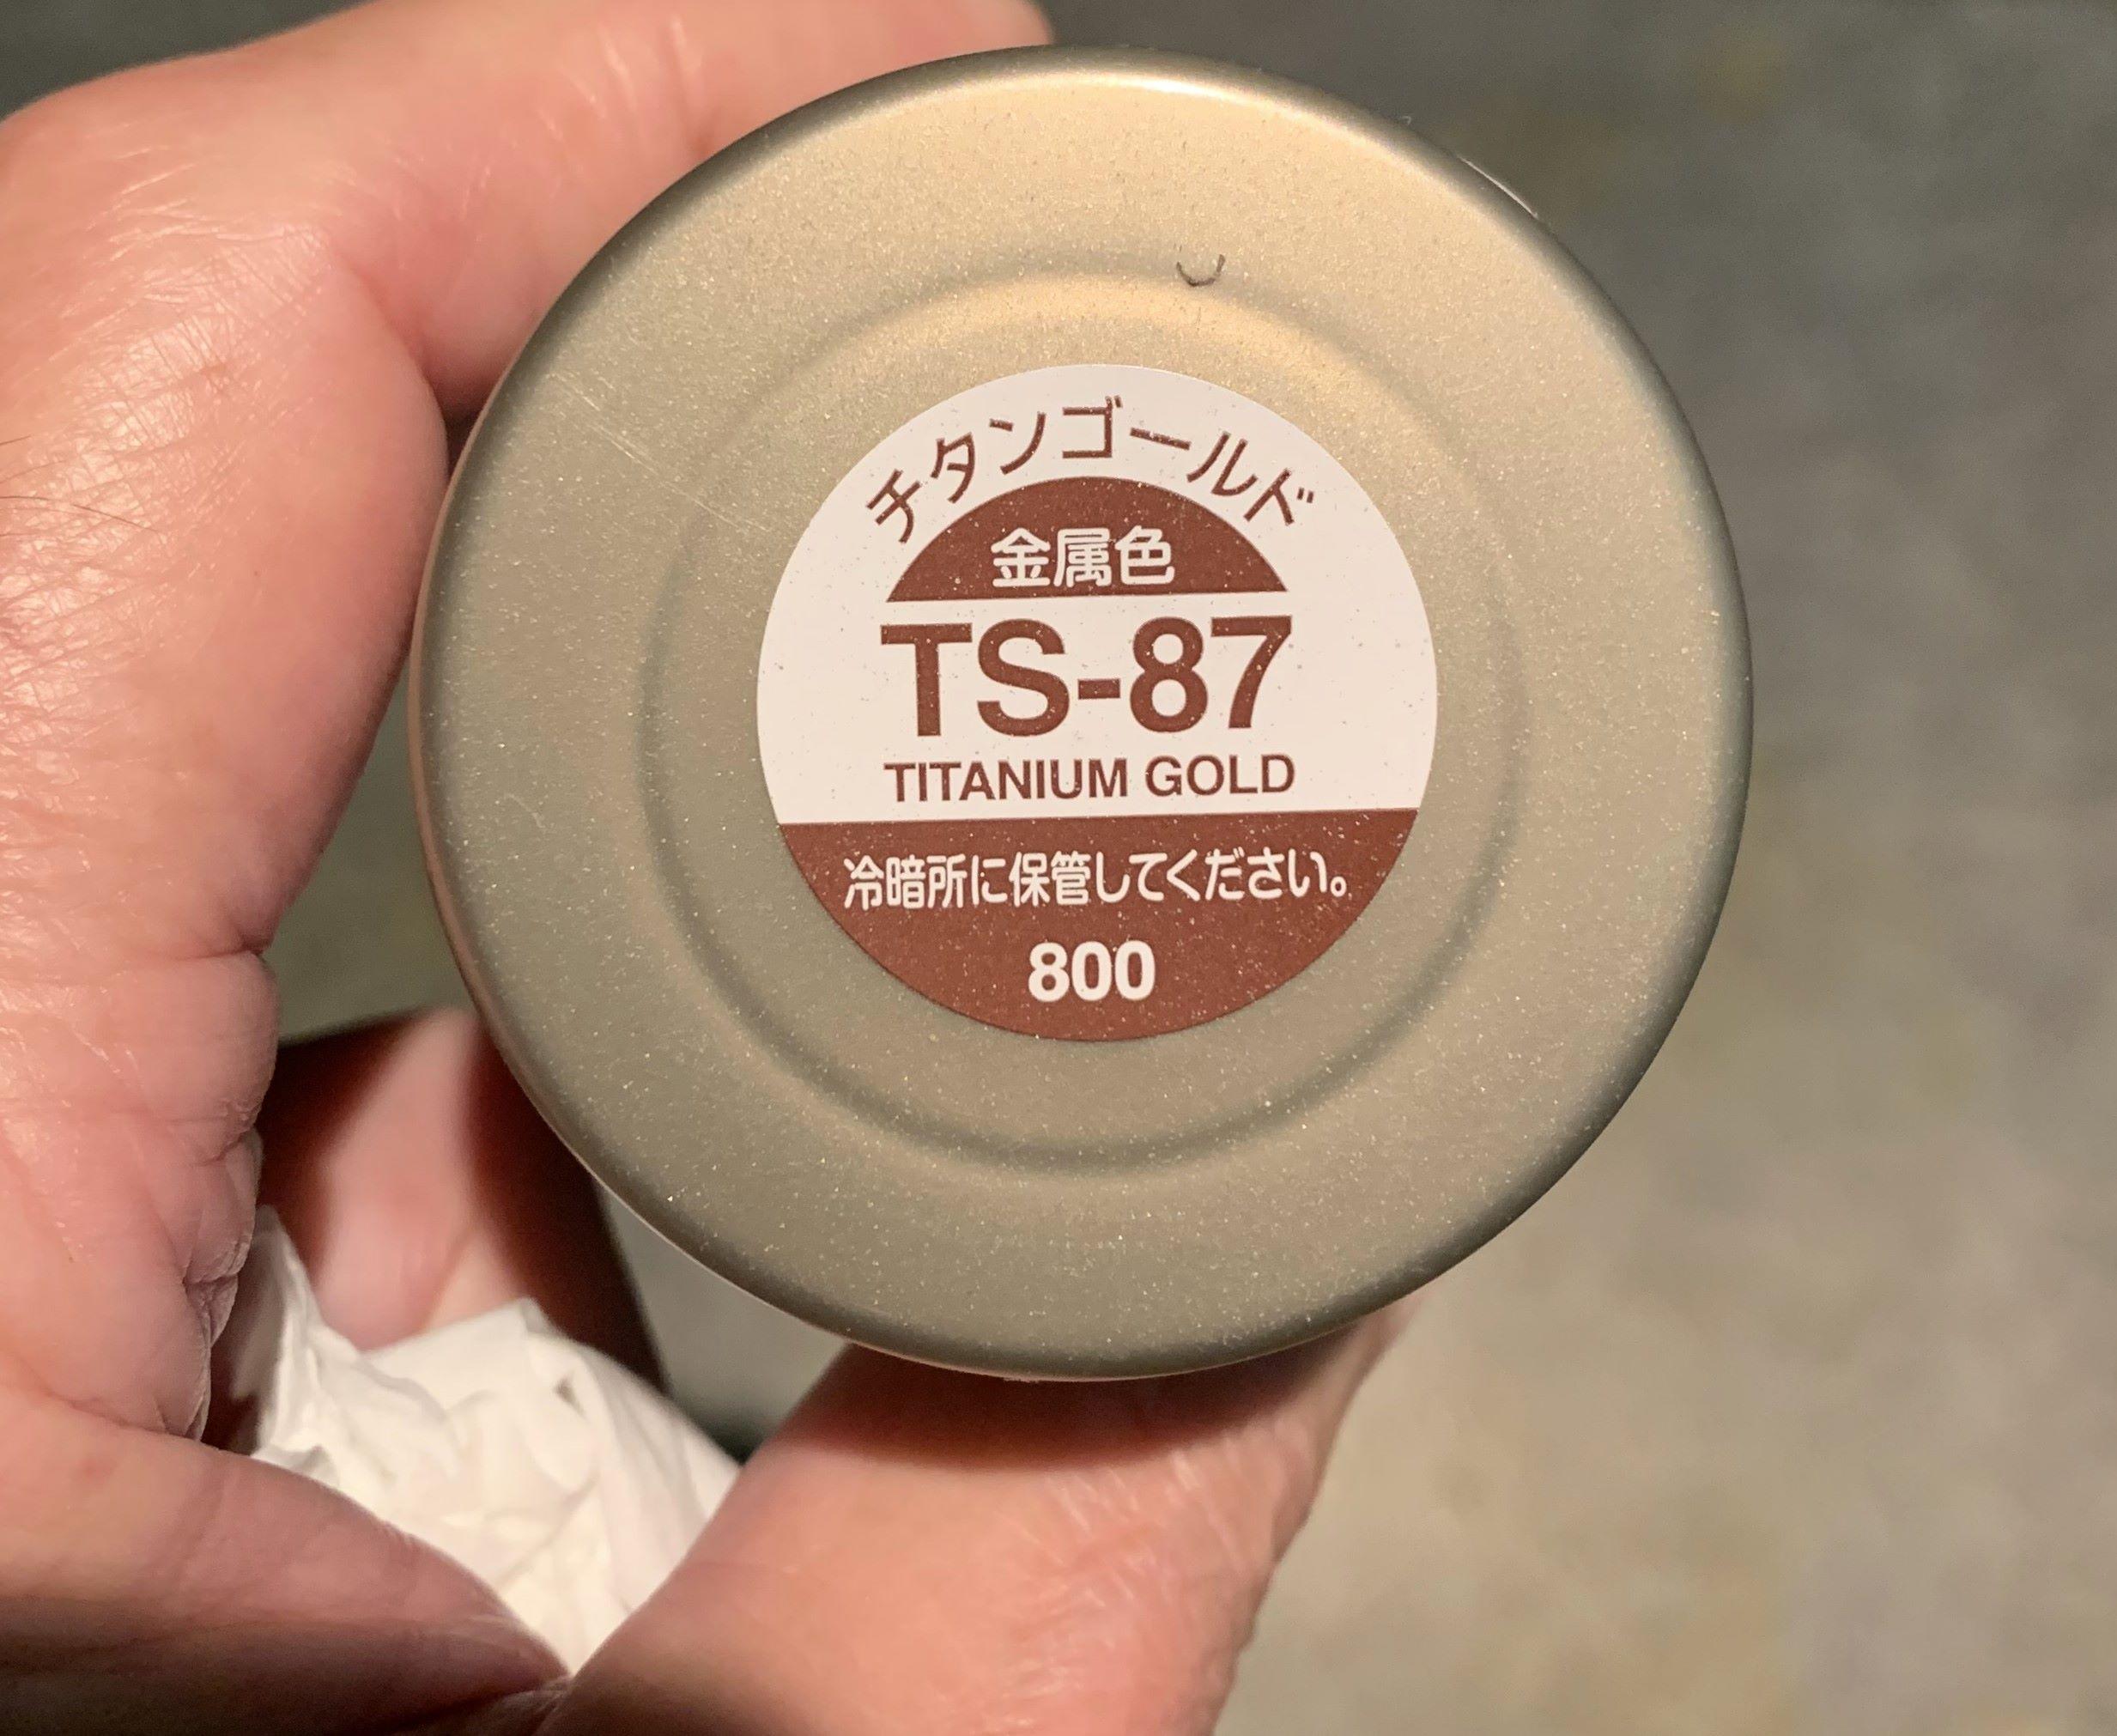 チタンゴールド
金属色
TS-87
TITANIUM GOLD
冷暗所に保管してください。
800